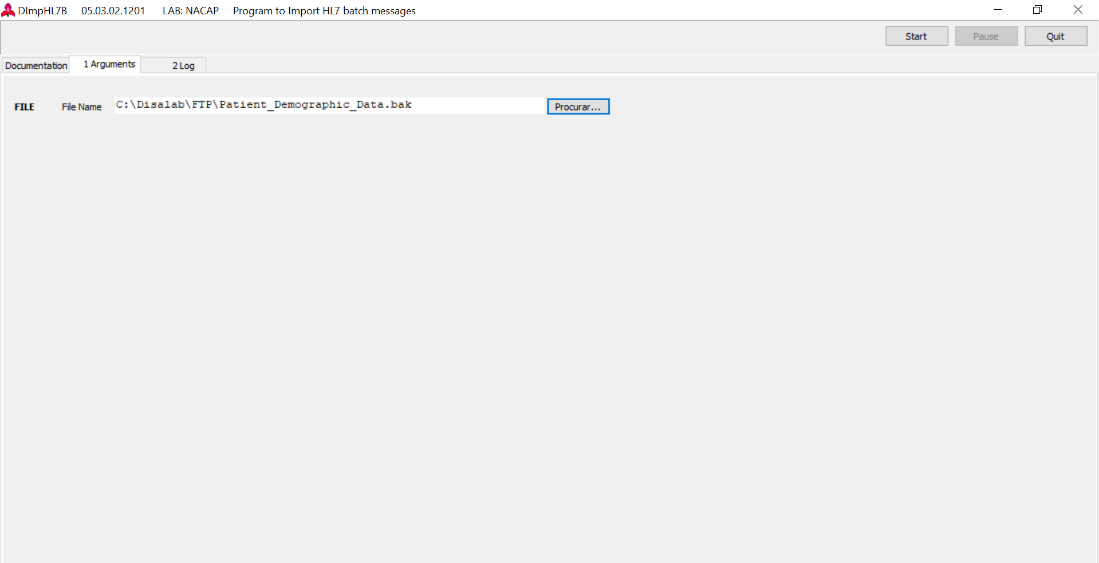 DImpHL7B 05.03.02.1201 LAB: NACAP Program to Import HL7 batch messages
Start Pause Quit
Documentation 1 Arguments 2 Log
FILE File Name C:\Disalab\FTP\Patient_Demographic_Data.bak Procurar...